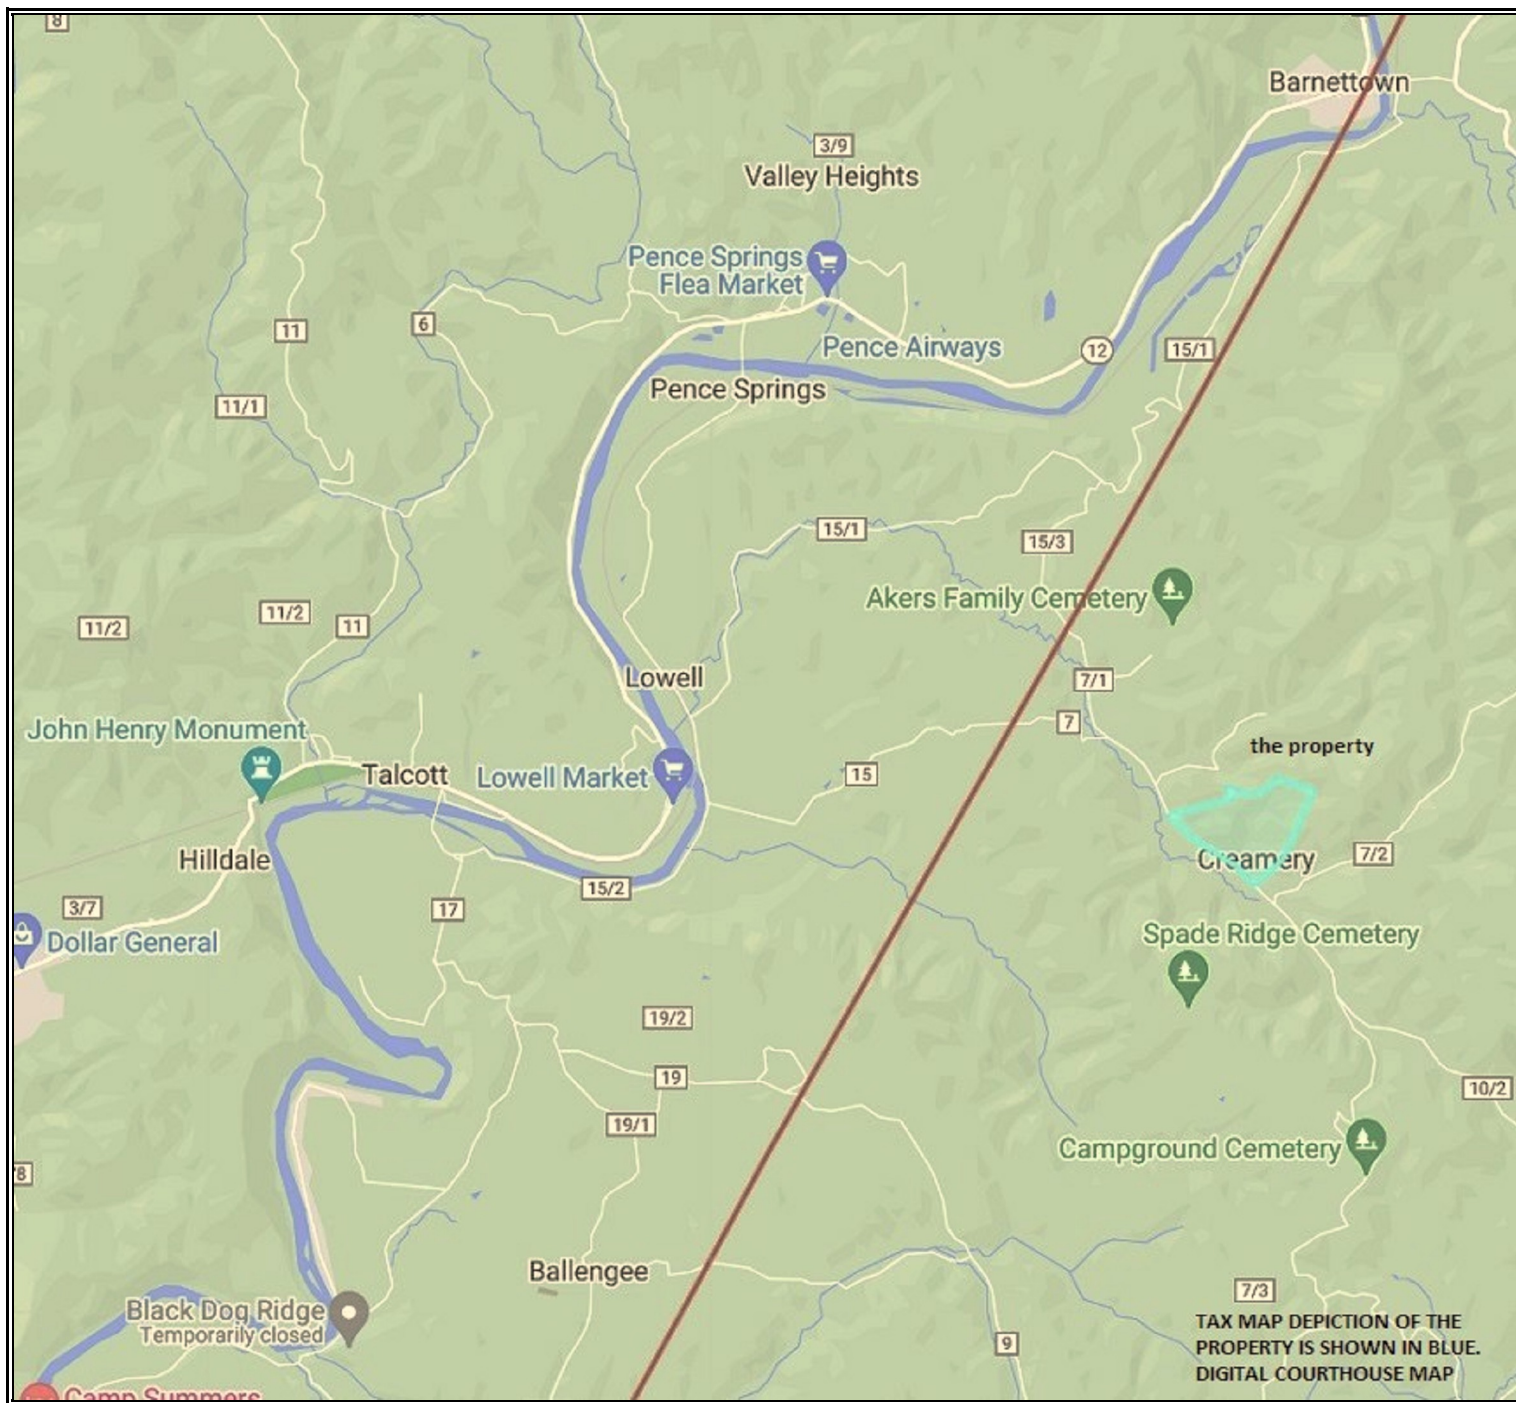 8
Barnettown
3/9
Valley Heights
Pence Springs
Flea Market
11
6
Pence Airways
12
15/1
Pence Springs
11/1
15/1
15/3
Akers Family Cemetery
11/2
11/2
11
Lowell
7/1
7
John Henry Monument
the property
Talcott
Lowell Market
15
Hilldale
Creamery
7/2
15/2
3/7
17
Dollar General
Spade Ridge Cemetery
19/2
19
10/2
19/1
Campground Cemetery
/8
Ballengee
7/3
Black Dog Ridge
Temporarily closed
TAX MAP DEPICTION OF THE
PROPERTY IS SHOWN IN BLUE.
DIGITAL COURTHOUSE MAP
9
Camp Summers